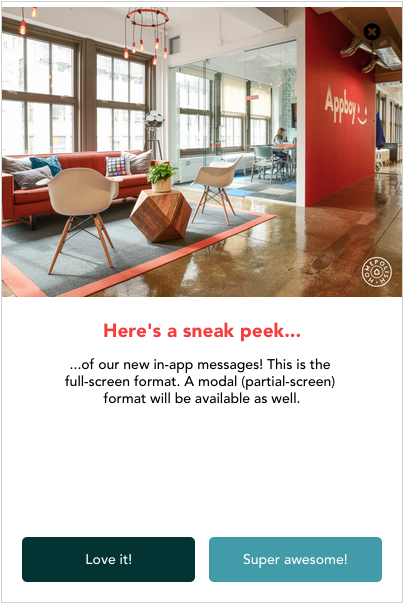 Appboy
HOMEPOLISH
Here's a sneak peek...
...of our new in-app messages! This is the
full-screen format. A modal (partial-screen)
format will be available as well.
Love it!
Super awesome!